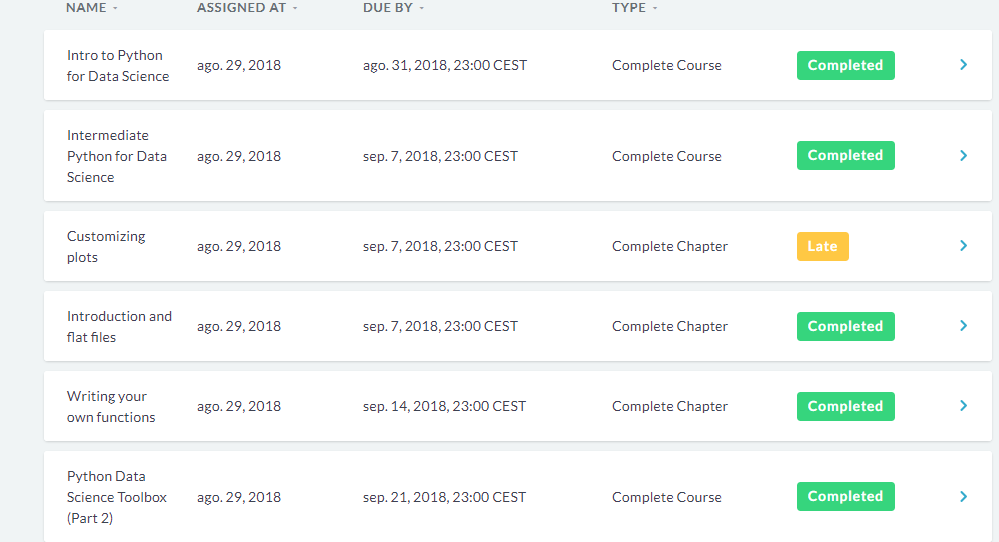 NAME ASSIGNED AT DUE BY TYPE
Intro to Python
for Data Science
ago. 29, 2018 ago. 31, 2018, 23:00 CEST Complete Course Completed
Intermediate
Python for Data
Science
ago. 29, 2018 sep. 7, 2018, 23:00 CEST Complete Course Completed
Customizing
plots
ago. 29, 2018 sep. 7, 2018, 23:00 CEST Complete Chapter Late
Introduction and
flat files
ago. 29, 2018 sep. 7, 2018, 23:00 CEST Complete Chapter Completed
Writing your
own functions
ago. 29, 2018 sep. 14, 2018, 23:00 CEST Complete Chapter Completed
Python Data
Science Toolbox
(Part 2)
ago. 29, 2018 sep. 21, 2018, 23:00 CEST Complete Course Completed